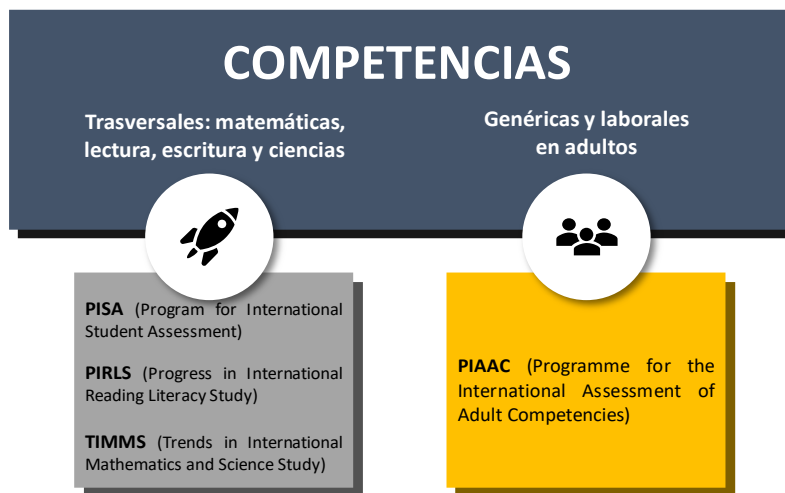 COMPETENCIAS
Trasversales: matemáticas,
lectura, escritura y ciencias
Genéricas y laborales
en adultos
PISA (Program for International
Student Assessment)
PIRLS (Progress in International
Reading Literacy Study)
TIMMS (Trends in International
Mathematics and Science Study)
PIAAC (Programme for the
International Assessment of
Adult Competencies)